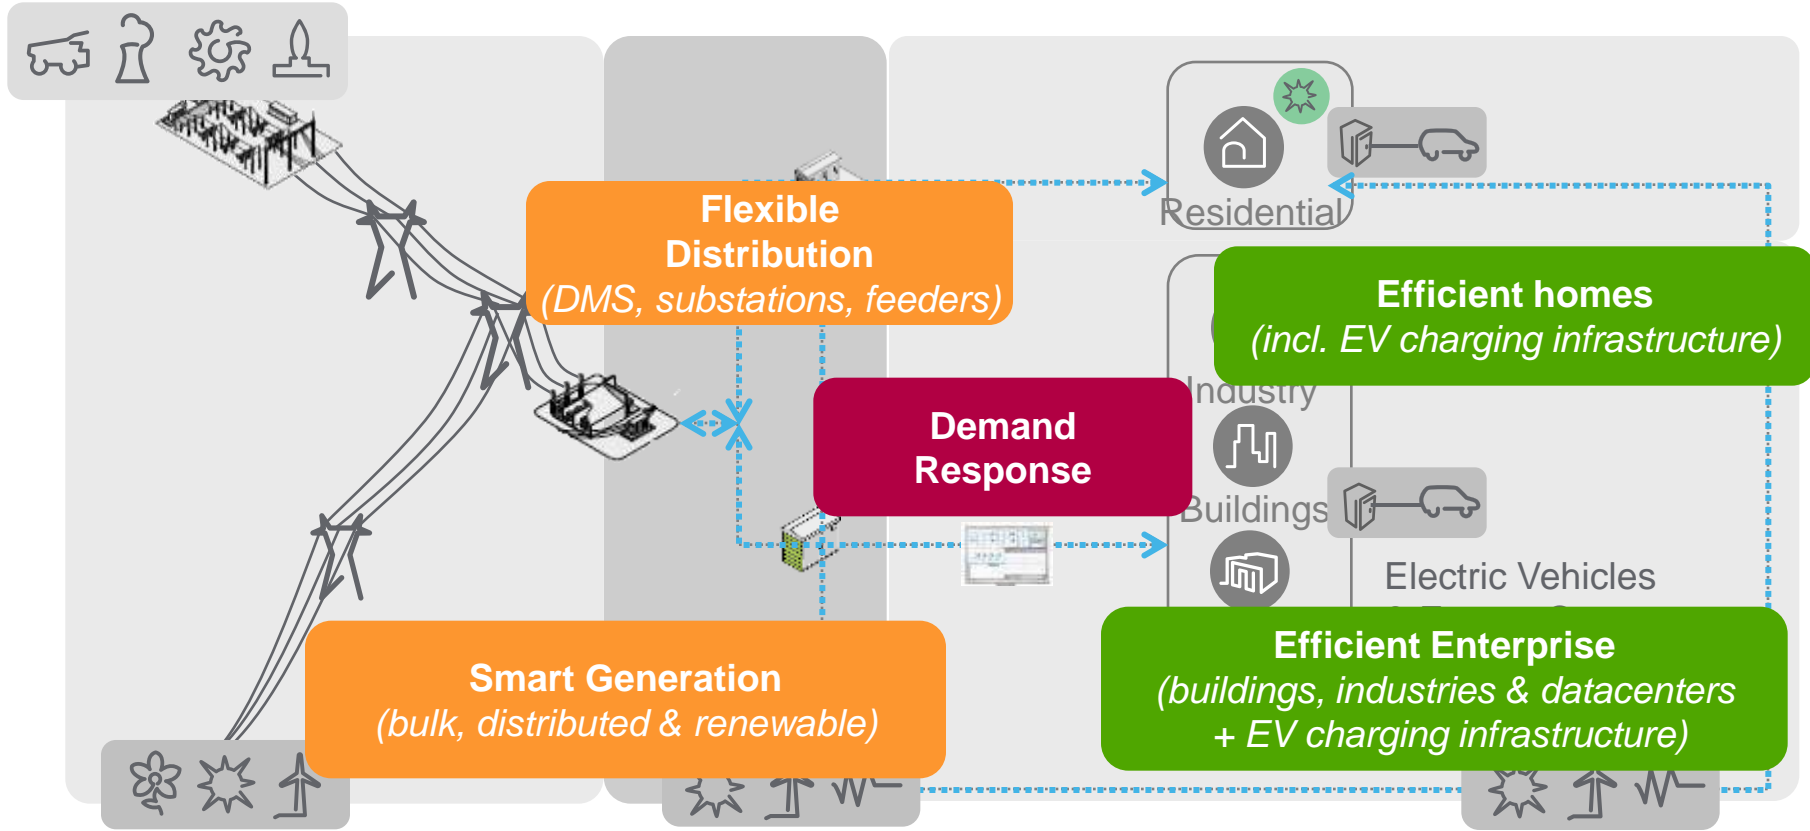 Residential
Flexible
Distribution
(DMS, substations, feeders)
Efficient homes
(incl. EV charging infrastructure)
Industry
Demand
Response
Buildings
Electric Vehicles
Smart Generation
(bulk, distributed & renewable)
Efficient Enterprise
(buildings, industries & datacenters
+ EV charging infrastructure)